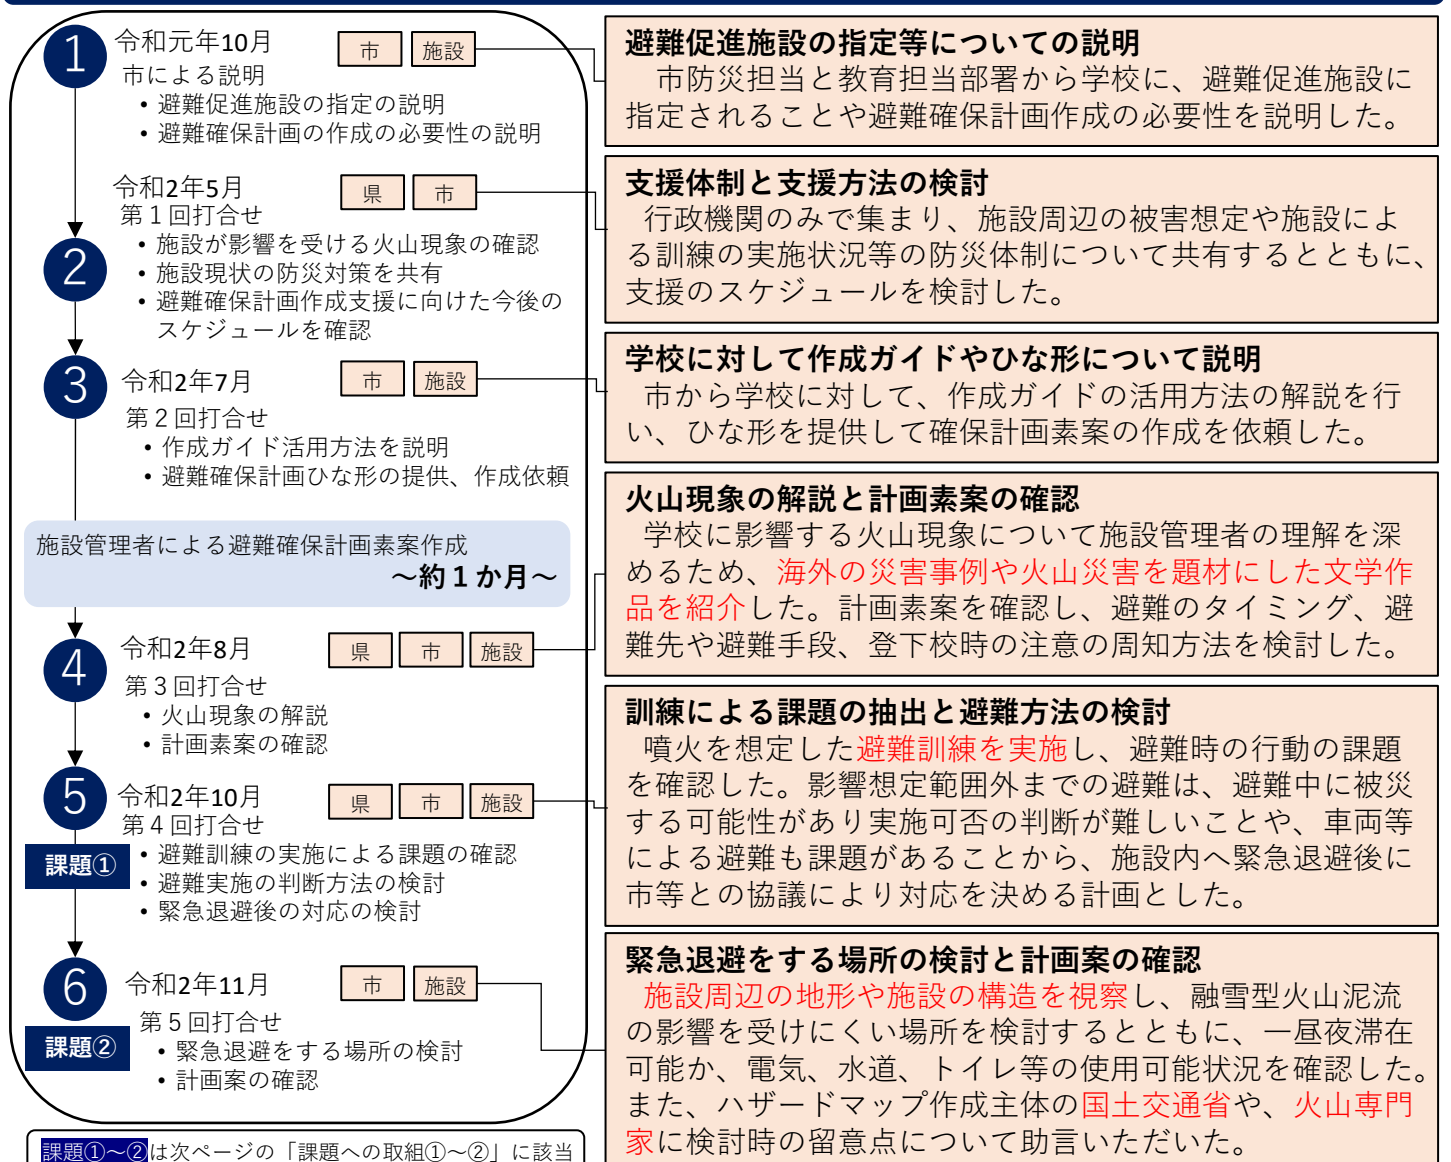 1
令和元年10月
市
施設
市による説明
• 避難促進施設の指定の説明
• 避難確保計画の作成の必要性の説明
避難促進施設の指定等についての説明
市防災担当と教育担当部署から学校に、避難促進施設に
指定されることや避難確保計画作成の必要性を説明した。
2
令和2年5月
県
市
第１回打合せ
• 施設が影響を受ける火山現象の確認
• 施設現状の防災対策を共有
• 避難確保計画作成支援に向けた今後の
スケジュールを確認
支援体制と支援方法の検討
行政機関のみで集まり、施設周辺の被害想定や施設によ
る訓練の実施状況等の防災体制について共有するとともに、
支援のスケジュールを検討した。
3
令和2年7月
市
施設
第２回打合せ
• 作成ガイド活用方法を説明
• 避難確保計画ひな形の提供、作成依頼
学校に対して作成ガイドやひな形について説明
市から学校に対して、作成ガイドの活用方法の解説を行
い、ひな形を提供して確保計画素案の作成を依頼した。
施設管理者による避難確保計画素案作成
～約１か月～
4
令和2年8月
県
市
施設
第３回打合せ
• 火山現象の解説
• 計画素案の確認
火山現象の解説と計画素案の確認
学校に影響する火山現象について施設管理者の理解を深
めるため、海外の災害事例や火山災害を題材にした文学作
品を紹介した。計画素案を確認し、避難のタイミング、避
難先や避難手段、登下校時の注意の周知方法を検討した。
5
令和2年10月
県
市
施設
第４回打合せ
課題①
• 避難訓練の実施による課題の確認
• 避難実施の判断方法の検討
• 緊急退避後の対応の検討
訓練による課題の抽出と避難方法の検討
噴火を想定した避難訓練を実施し、避難時の行動の課題
を確認した。影響想定範囲外までの避難は、避難中に被災
する可能性があり実施可否の判断が難しいことや、車両等
による避難も課題があることから、施設内へ緊急退避後に
市等との協議により対応を決める計画とした。
6
令和2年11月
市
施設
第５回打合せ
課題②
• 緊急退避をする場所の検討
• 計画案の確認
緊急退避をする場所の検討と計画案の確認
施設周辺の地形や施設の構造を視察し、融雪型火山泥流
の影響を受けにくい場所を検討するとともに、一昼夜滞在
可能か、電気、水道、トイレ等の使用可能状況を確認した。
また、ハザードマップ作成主体の国土交通省や、火山専門
家に検討時の留意点について助言いただいた。
課題①～②は次ページの「課題への取組①～②」に該当